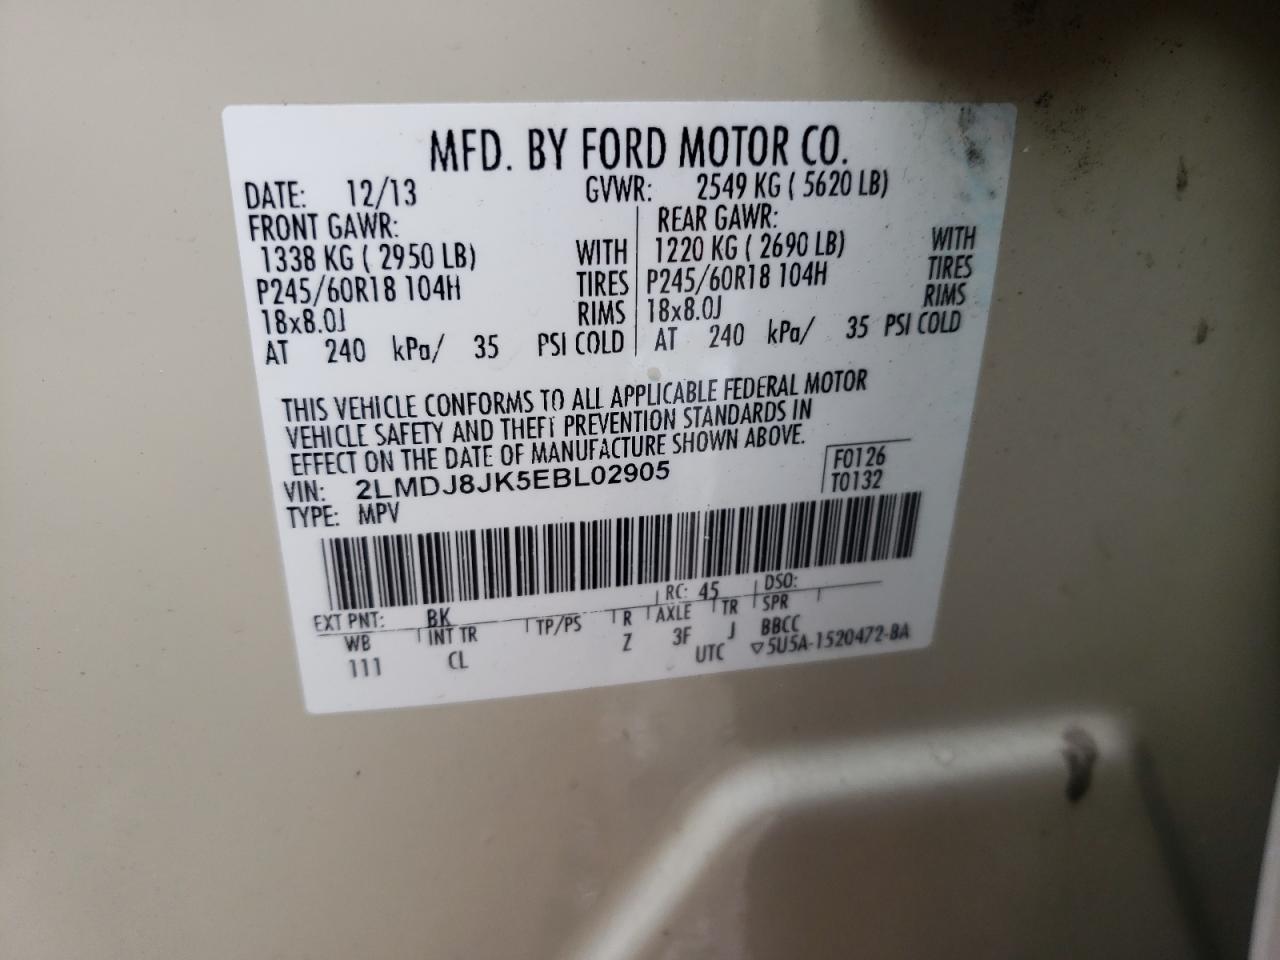 MFD. BY FORD MOTOR CO.
DATE: 12/13 GVWR: 2549 KG ( 5620 LB)
FRONT GAWR: REAR GAWR:
1338 KG ( 2950 LB) WITH 1220 KG ( 2690 LB) WITH
P245/60R18 104H TIRES P245/60R18 104H TIRES
18x8.0J RIMS 18x8.0J RIMS
AT 240 kPa/ 35 PSI COLD AT 240 kPa/ 35 PSI COLD
THIS VEHICLE CONFORMS TO ALL APPLICABLE FEDERAL MOTOR
VEHICLE SAFETY AND THEFT PREVENTION STANDARDS IN
EFFECT ON THE DATE OF MANUFACTURE SHOWN ABOVE.
VIN: 2LMDJ8JK5EBL02905 F0126
TYPE: MPV T0132
EXT PNT: BK RC: 45 DSO:
WB INT TR TP/PS R AXLE TR SPR
111 CL Z 3F J BBCC
UTC ▽5U5A-1520472-BA